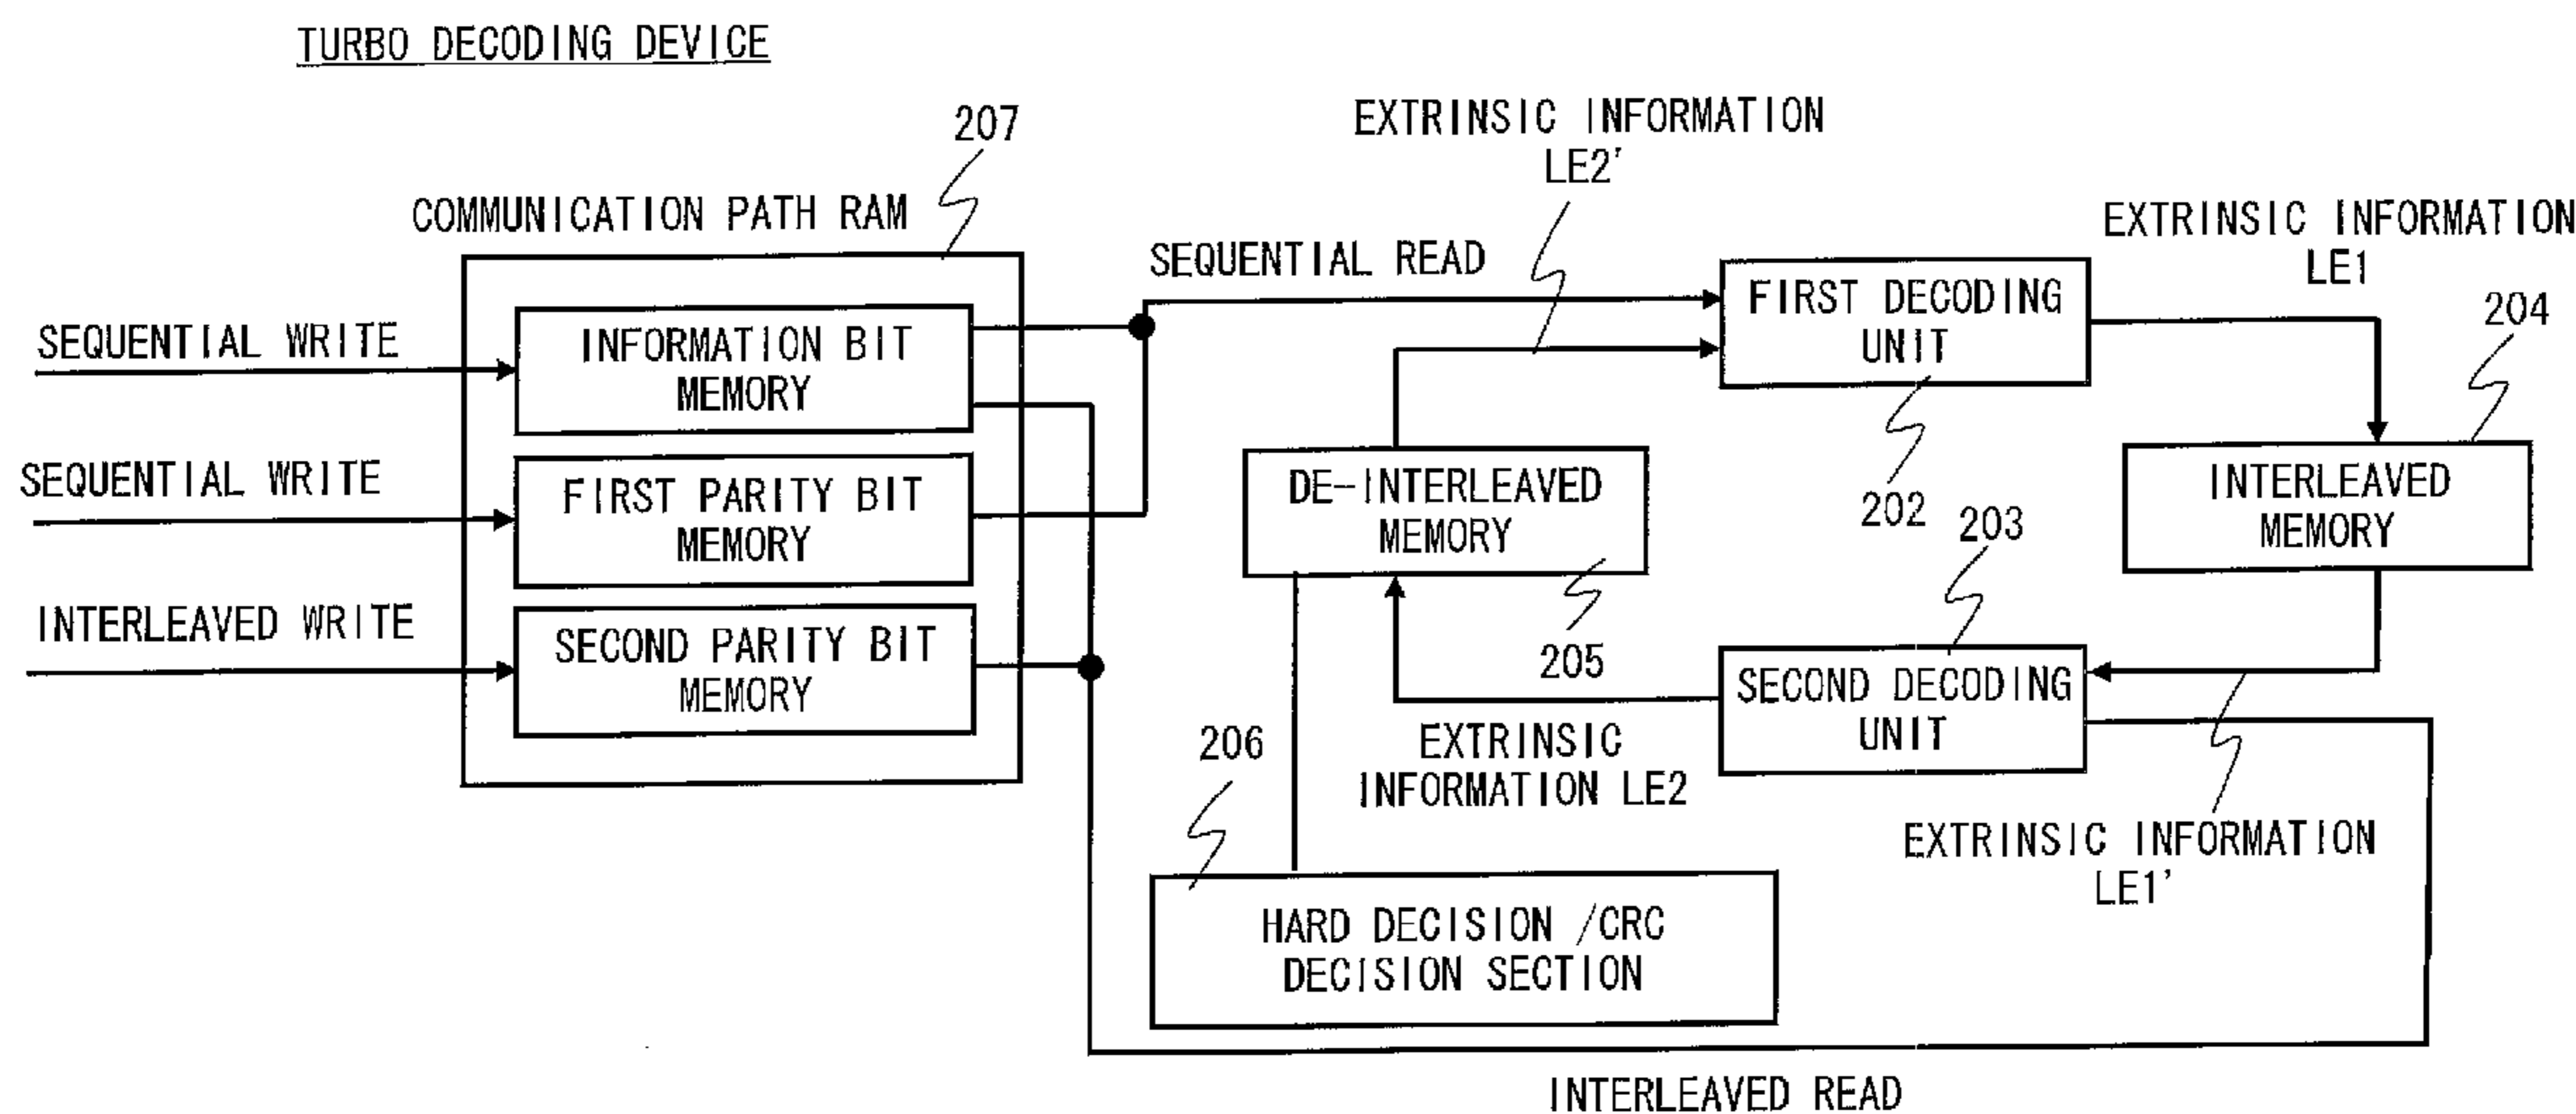 TURBO DECODING DEVICE
207
COMMUNICATION PATH RAM
SEQUENTIAL WRITE
INFORMATION BIT
MEMORY
SEQUENTIAL WRITE
FIRST PARITY BIT
MEMORY
INTERLEAVED WRITE
SECOND PARITY BIT
MEMORY
SEQUENTIAL READ
EXTRINSIC INFORMATION
LE2'
FIRST DECODING
UNIT
202
EXTRINSIC INFORMATION
LE1
204
INTERLEAVED
MEMORY
DE-INTERLEAVED
MEMORY
205
203
SECOND DECODING
UNIT
EXTRINSIC
INFORMATION LE2
EXTRINSIC INFORMATION
LE1'
206
HARD DECISION /CRC
DECISION SECTION
INTERLEAVED READ